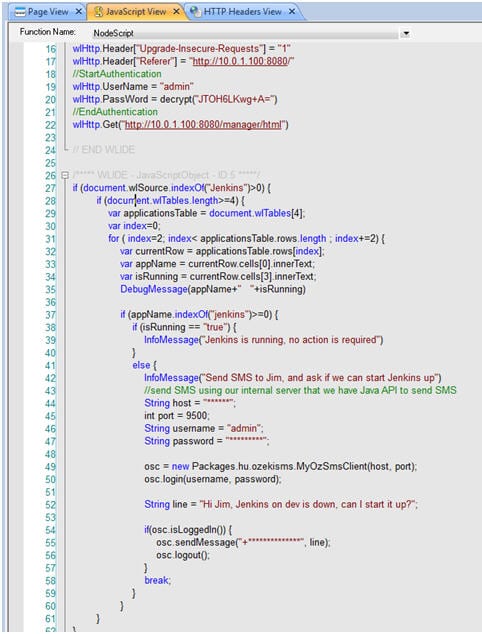 Page View JavaScript View HTTP Headers View
Function Name: NodeScript
16 wlHttp.Header["Upgrade-Insecure-Requests"] = "1"
17 wlHttp.Header["Referer"] = "http://10.0.1.100:8080/"
18 //StartAuthentication
19 wlHttp.UserName = "admin"
20 wlHttp.PassWord = decrypt("JTOH6LKwg+A=")
21 //EndAuthentication
22 wlHttp.Get("http://10.0.1.100:8080/manager/html")
23
24 // END WLIDE
25
26 /***** WLIDE - JavaScriptObject - ID:5 *****/
27 if (document.wlSource.indexOf("Jenkins")>0) {
28 if (document.wlTables.length>=4) {
29 var applicationsTable = document.wlTables[4];
30 var index=0;
31 for ( index=2; index< applicationsTable.rows.length ; index+=2) {
32 var currentRow = applicationsTable.rows[index];
33 var appName = currentRow.cells[0].innerText;
34 var isRunning = currentRow.cells[3].innerText;
35 DebugMessage(appName+"   "+isRunning)
36
37 if (appName.indexOf("jenkins")>=0) {
38 if (isRunning == "true") {
39 InfoMessage("Jenkins is running, no action is required")
40 }
41 else {
42 InfoMessage("Send SMS to Jim, and ask if we can start Jenkins up")
43 //send SMS using our internal server that we have Java API to send SMS
44 String host = "******";
45 int port = 9500;
46 String username = "admin";
47 String password = "*********";
48
49 osc = new Packages.hu.ozekisms.MyOzSmsClient(host, port);
50 osc.login(username, password);
51
52 String line = "Hi Jim, Jenkins on dev is down, can I start it up?";
53
54 if(osc.isLoggedIn()) {
55 osc.sendMessage("+**************", line);
56 osc.logout();
57 }
58 break;
59 }
60 }
61 }
62 }